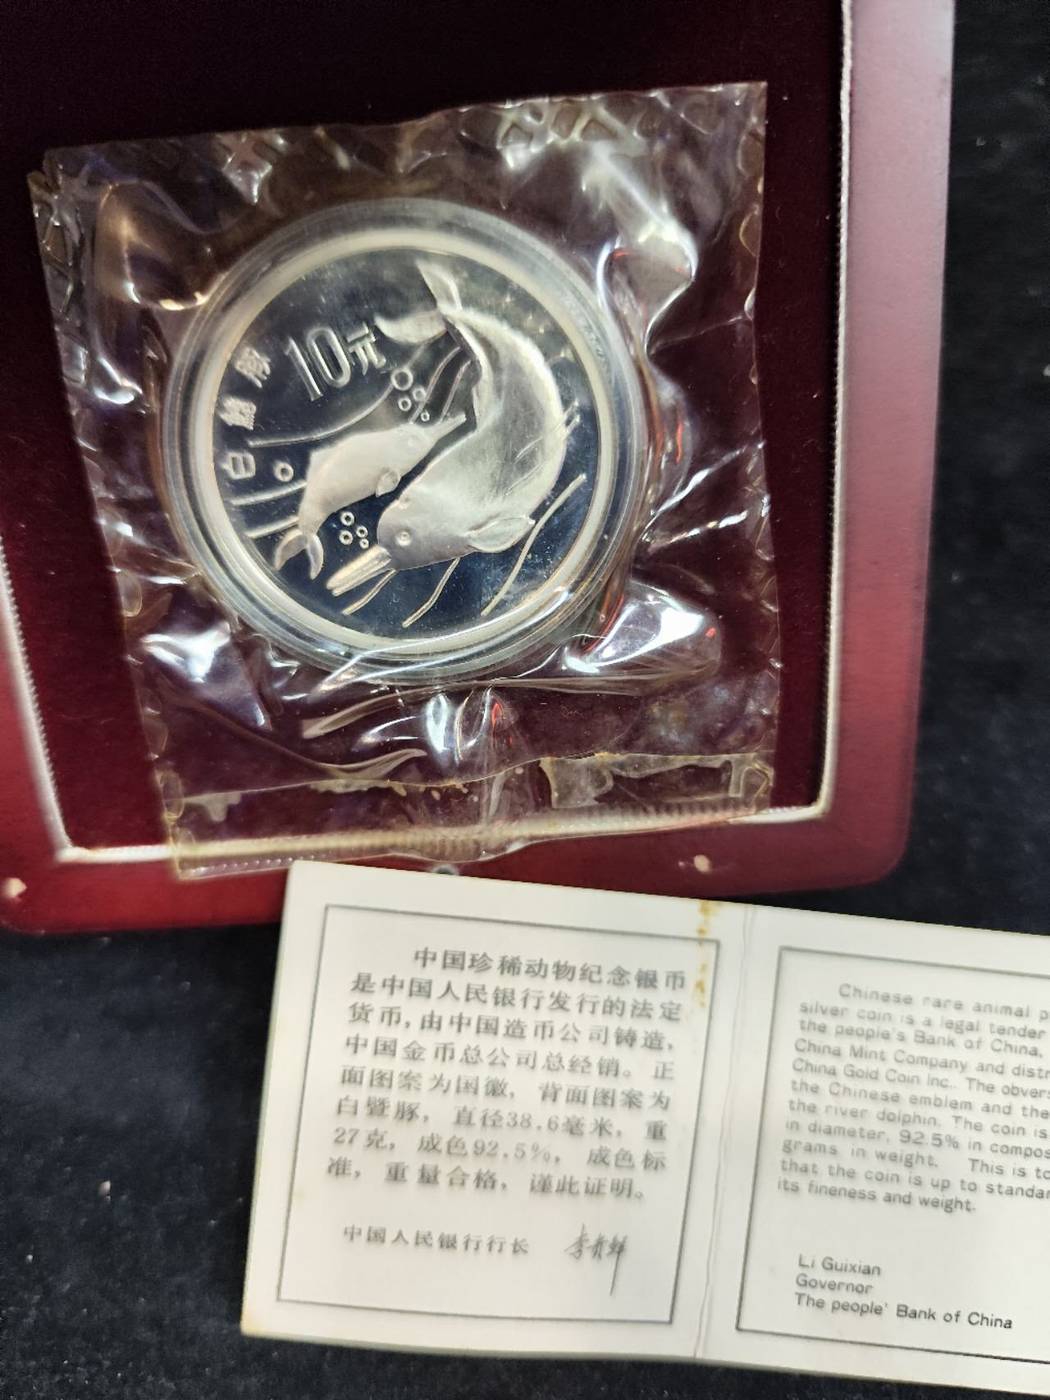 10元
白鱀豚
中国珍稀动物纪念银币
是中国人民银行发行的法定
货币,由中国造币公司铸造,
中国金币总公司总经销。正
面图案为国徽,背面图案为
白暨豚,直径38.6毫米,重
27克,成色92.5%,成色标
准,重量合格,谨此证明。
中国人民银行行长 李贵鲜
Chinese rare animal p
silver coin is a legal tender
the people's Bank of China,
China Mint Company and distr
China Gold Coin Inc.. The obvers
the Chinese emblem and the
the river dolphin. The coin is
in diameter, 92.5% in compos
grams in weight. This is to
that the coin is up to standar
its fineness and weight.
Li Guixian
Governor
The people' Bank of China